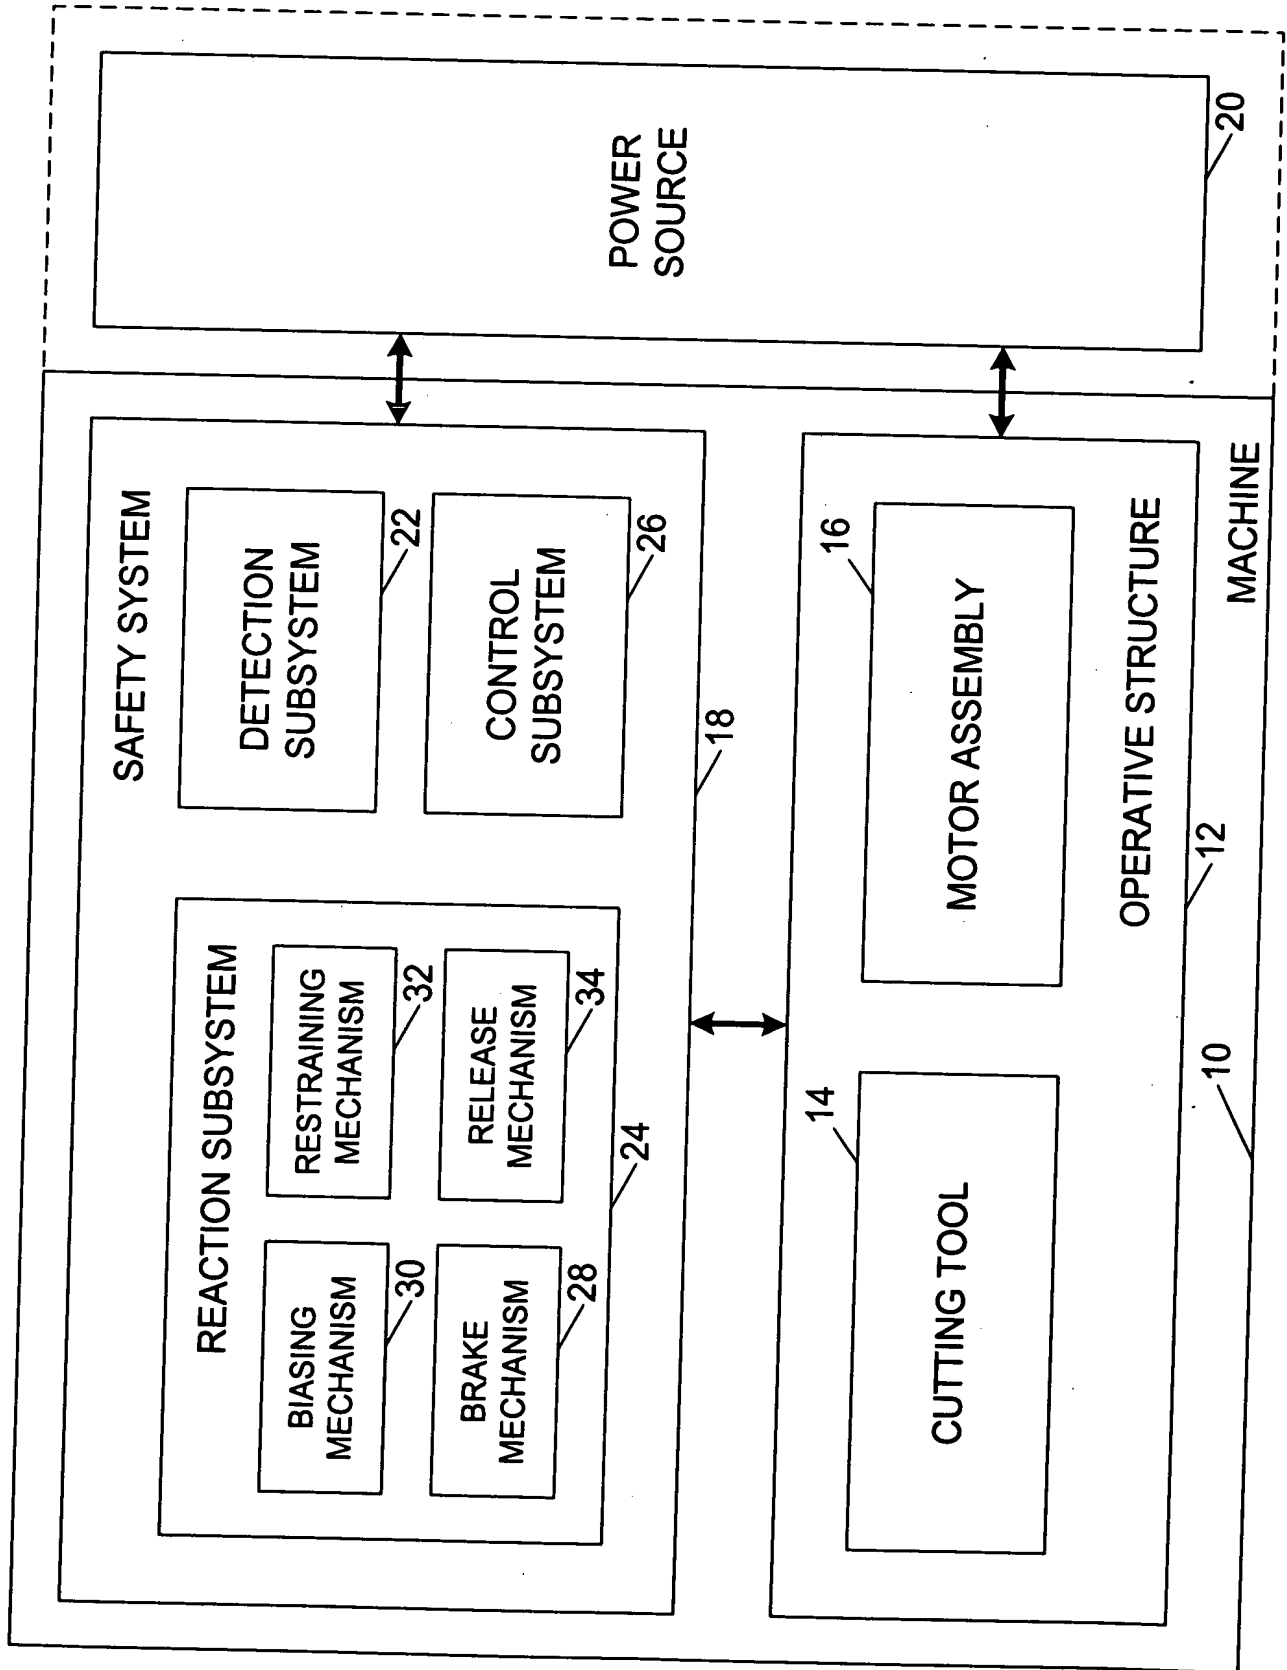 SAFETY SYSTEM
REACTION SUBSYSTEM
BIASING
MECHANISM
30
RESTRAINING
MECHANISM
32
BRAKE
MECHANISM
28
RELEASE
MECHANISM
34
24
DETECTION
SUBSYSTEM
22
CONTROL
SUBSYSTEM
26
18
POWER
SOURCE
20
14
CUTTING TOOL
16
MOTOR ASSEMBLY
OPERATIVE STRUCTURE
12
MACHINE
10